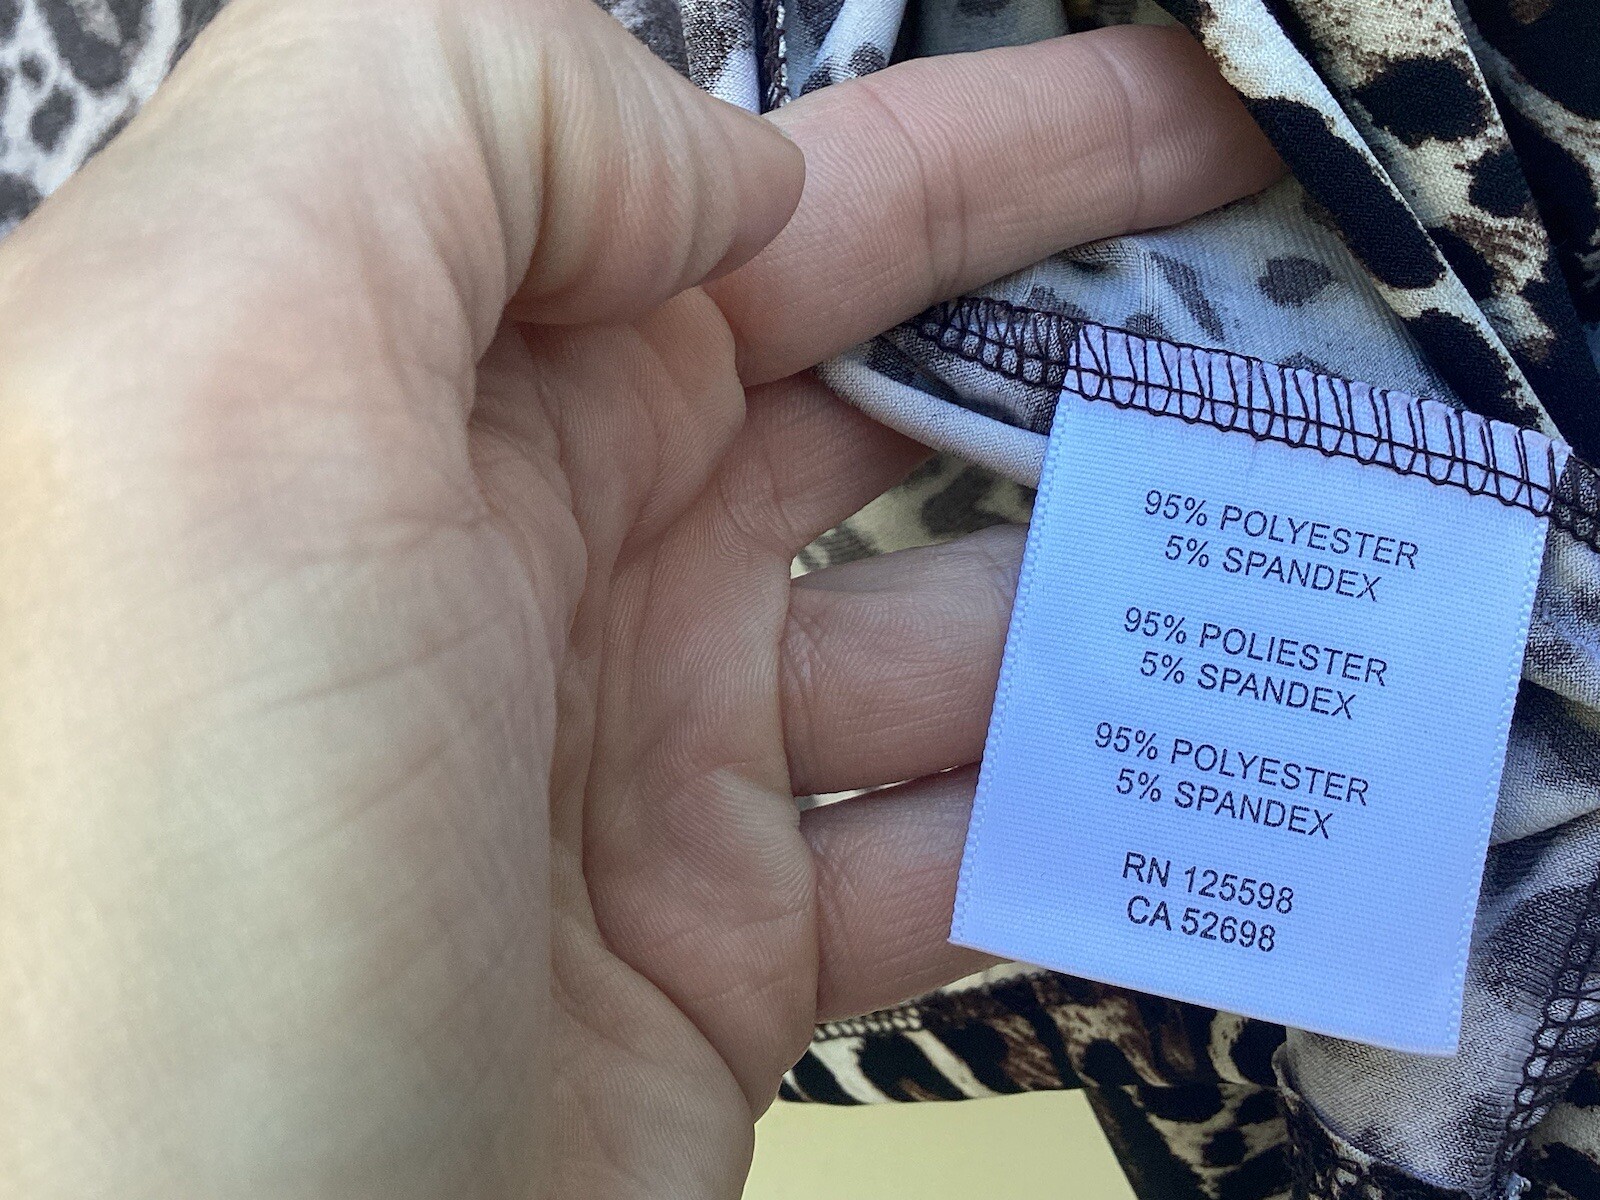 95% POLYESTER
5% SPANDEX
95% POLIESTER
5% SPANDEX
95% POLYESTER
5% SPANDEX
RN 125598
CA 52698